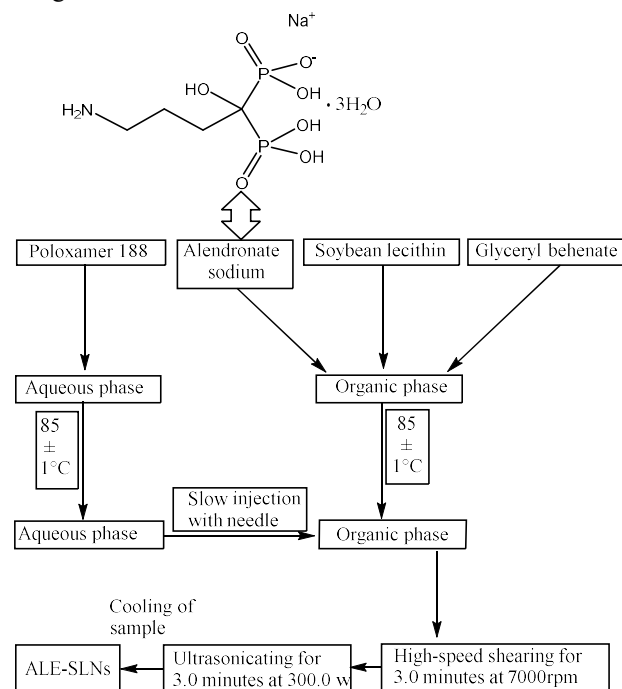 Na⁺
O
O⁻
P
HO
OH
· 3H₂O
H₂N
OH
P
OH
O
Poloxamer 188
Alendronate
sodium
Soybean lecithin
Glyceryl behenate
Aqueous phase
Organic phase
85
±
1°C
85
±
1°C
Slow injection
with needle
Aqueous phase
Organic phase
Cooling of
sample
ALE-SLNs
Ultrasonicating for
3.0 minutes at 300.0 w
High-speed shearing for
3.0 minutes at 7000rpm